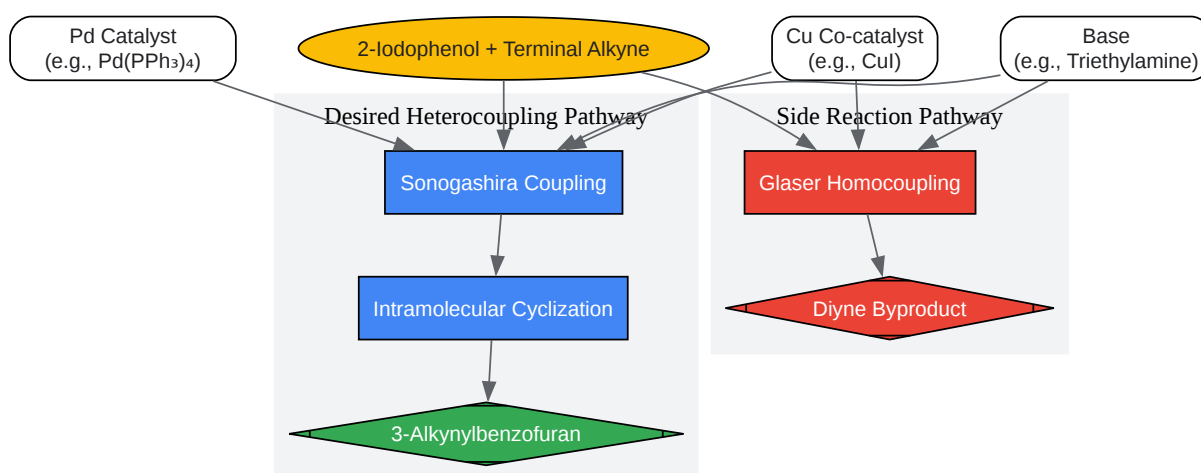 Pd Catalyst
(e.g., Pd(PPh₃)₄)
2-Iodophenol + Terminal Alkyne
Cu Co-catalyst
(e.g., CuI)
Base
(e.g., Triethylamine)
Desired Heterocoupling Pathway
Side Reaction Pathway
Sonogashira Coupling
Glaser Homocoupling
Intramolecular Cyclization
Diyne Byproduct
3-Alkynylbenzofuran